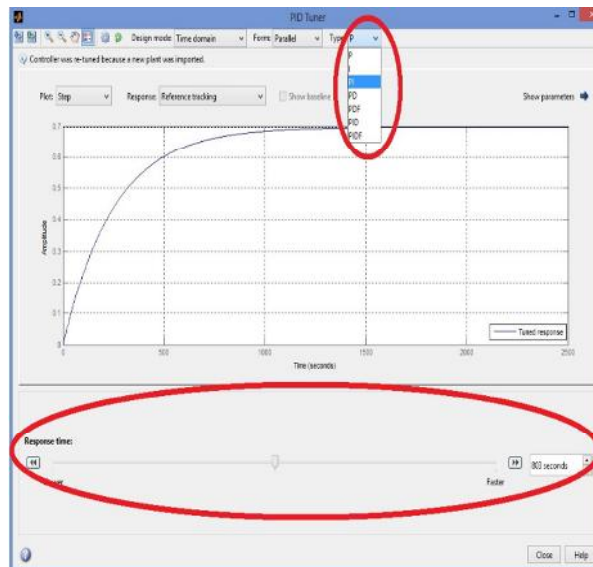 PID Tuner
Design mode: Time domain Form: Parallel Type: P
Controller was re-tuned because a new plant was imported.
P
I
PI
PD
PDF
PID
PIDF
Plot: Step Response: Reference tracking Show baseline Show parameters
0.7
0.6
0.5
0.4
0.3
0.2
0.1
0
Amplitude
Tuned response
0 500 1000 1500 2000 2500
Time (seconds)
Response time:
803 seconds
Slower Faster
Close Help